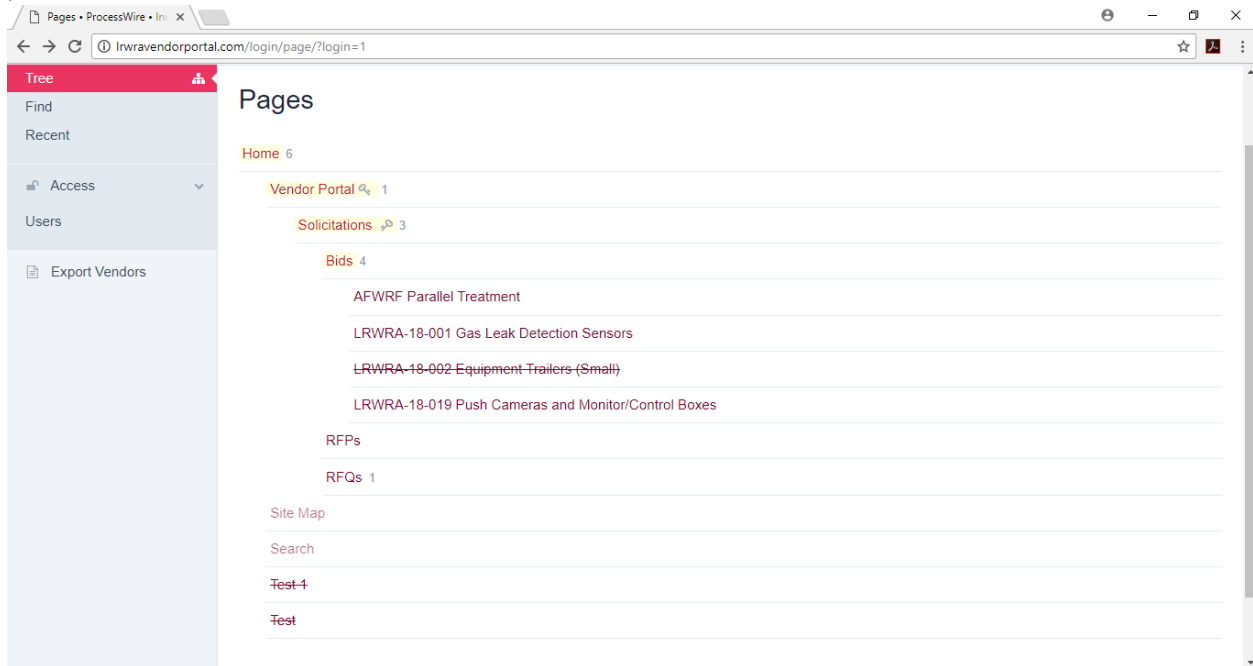 Pages • ProcessWire • lrw
lrwravendorportal.com/login/page/?login=1
Tree
Find
Recent
Access
Users
Export Vendors
Pages
Home 6
Vendor Portal 1
Solicitations 3
Bids 4
AFWRF Parallel Treatment
LRWRA-18-001 Gas Leak Detection Sensors
LRWRA-18-002 Equipment Trailers (Small)
LRWRA-18-019 Push Cameras and Monitor/Control Boxes
RFPs
RFQs 1
Site Map
Search
Test 1
Test